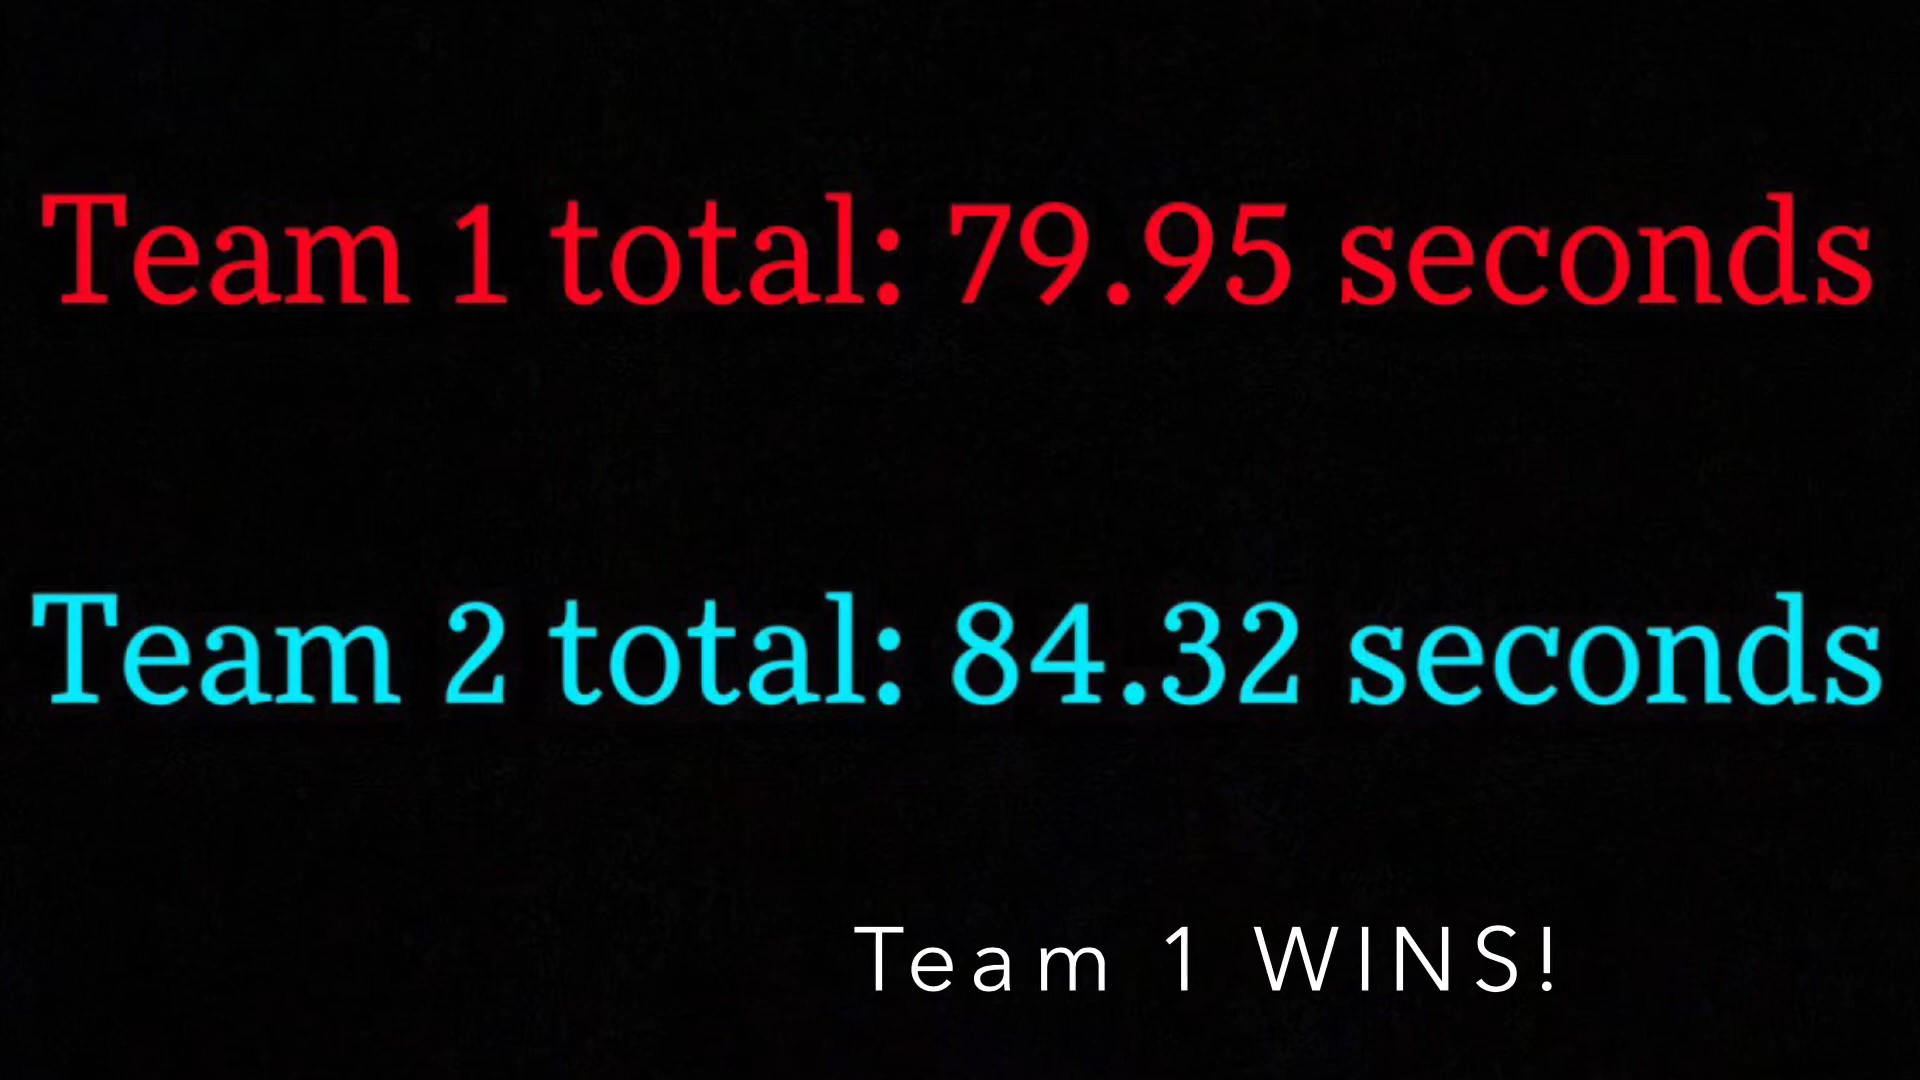 Team 1 total: 79.95 seconds
Team 2 total: 84.32 seconds
Team 1 WINS!